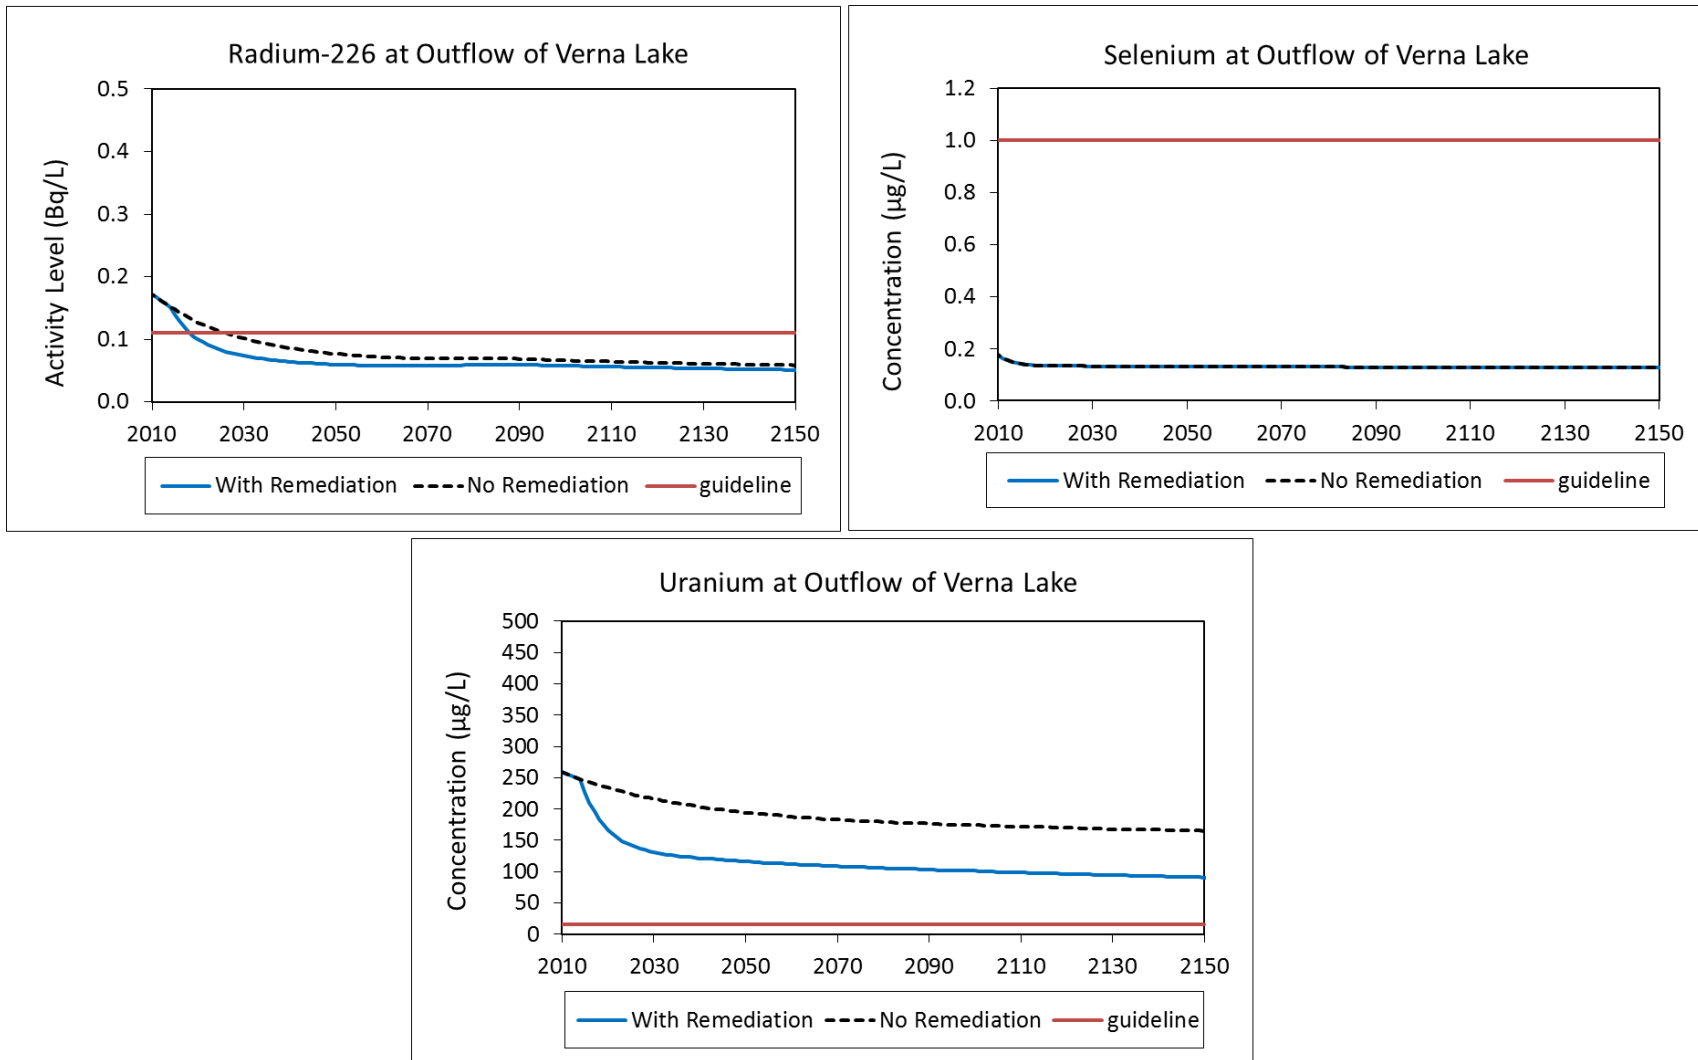 Radium-226 at Outflow of Verna Lake
Activity Level (Bq/L)
0.5
0.4
0.3
0.2
0.1
0.0
2010 2030 2050 2070 2090 2110 2130 2150
With Remediation No Remediation guideline
Selenium at Outflow of Verna Lake
Concentration (µg/L)
1.2
1.0
0.8
0.6
0.4
0.2
0.0
2010 2030 2050 2070 2090 2110 2130 2150
With Remediation No Remediation guideline
Uranium at Outflow of Verna Lake
Concentration (µg/L)
500
450
400
350
300
250
200
150
100
50
0
2010 2030 2050 2070 2090 2110 2130 2150
With Remediation No Remediation guideline